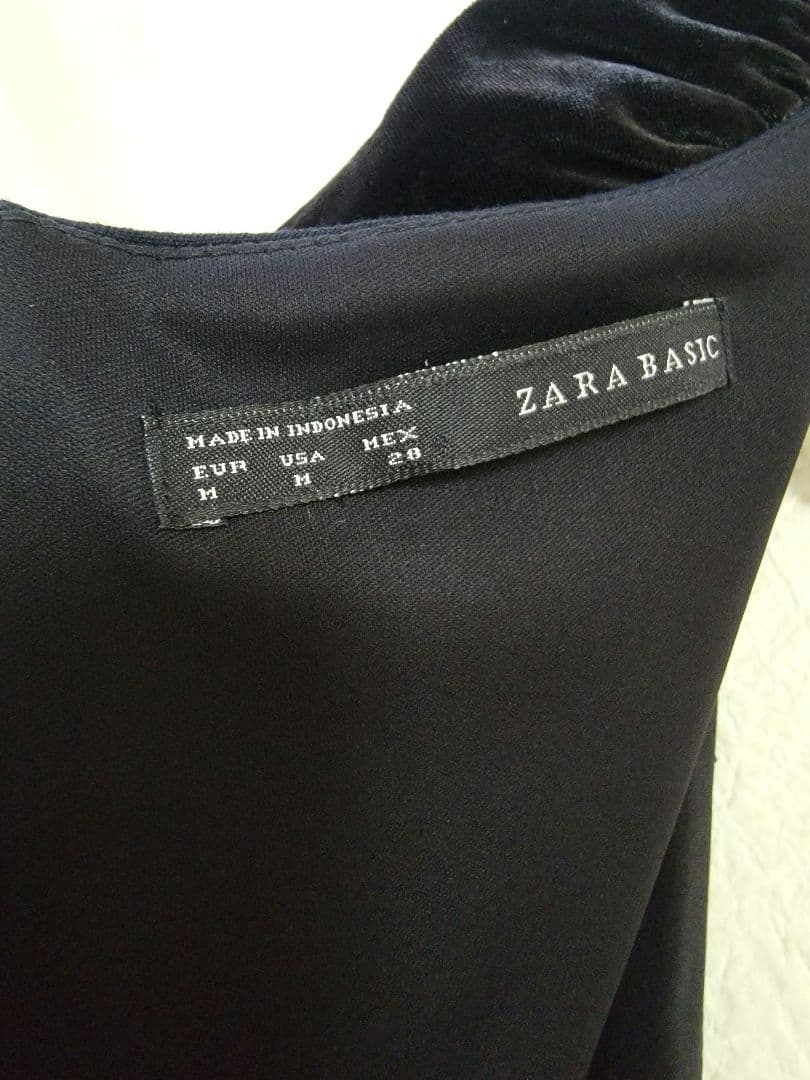 ZARA BASIC
MADE IN INDONESIA
EUR USA MEX
M M 28